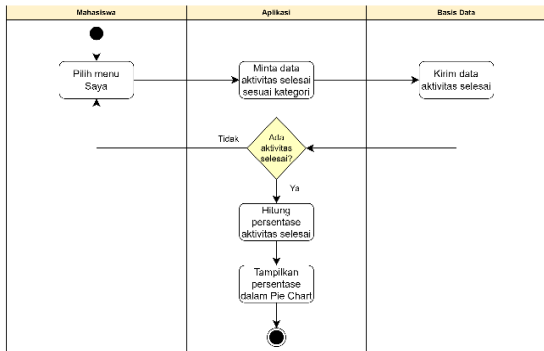 Mahasiswa
Aplikasi
Basis Data
Pilih menu
Saya
Minta data
aktivitas selesai
sesuai kategori
Kirim data
aktivitas selesai
Tidak
Ada
aktivitas
selesai?
Ya
Hitung
persentase
aktivitas selesai
Tampilkan
persentase
dalam Pie Chart